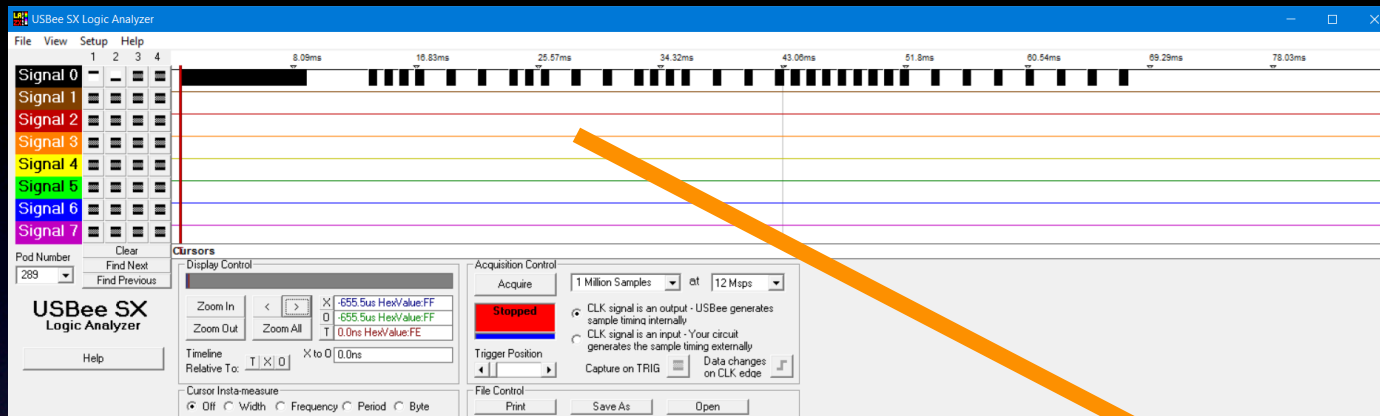 USBee SX Logic Analyzer
File View Setup Help
1 2 3 4
8.09ms 16.83ms 25.57ms 34.32ms 43.06ms 51.8ms 60.54ms 69.29ms 78.03ms
Signal 0
Signal 1
Signal 2
Signal 3
Signal 4
Signal 5
Signal 6
Signal 7
Pod Number
289
Clear
Find Next
Find Previous
USBee SX
Logic Analyzer
Help
Cursors
Display Control
Zoom In < > X -655.5us HexValue:FF
O -655.5us HexValue:FF
Zoom Out Zoom All T 0.0ns HexValue:FE
Timeline
Relative To: T X O X to O 0.0ns
Cursor Insta-measure
Off Width Frequency Period Byte
Acquisition Control
Acquire 1 Million Samples at 12 Msps
Stopped
CLK signal is an output - USBee generates
sample timing internally
CLK signal is an input - Your circuit
generates the sample timing externally
Trigger Position
Capture on TRIG
Data changes
on CLK edge
File Control
Print Save As Open